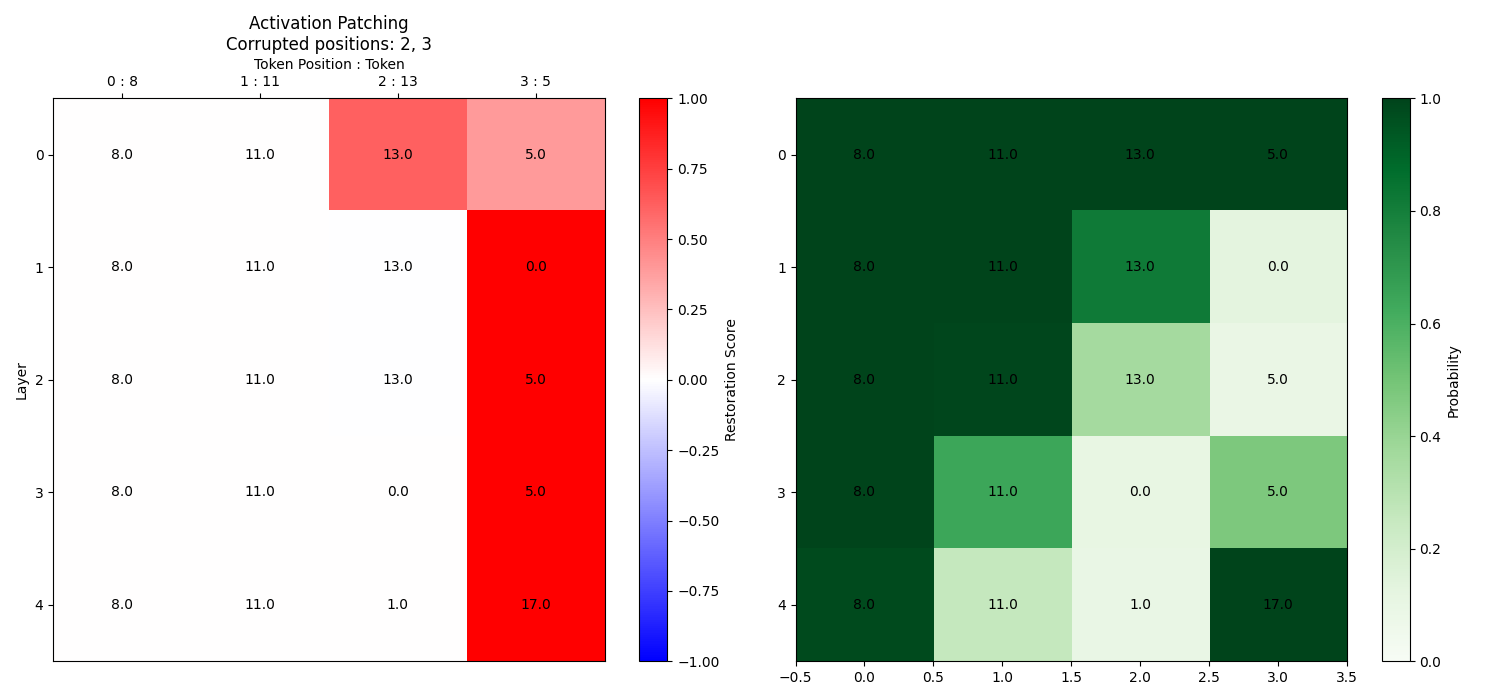 Activation Patching
Corrupted positions: 2, 3
Token Position : Token
0 : 8 1 : 11 2 : 13 3 : 5
0 8.0 11.0 13.0 5.0
1 8.0 11.0 13.0 0.0
2 8.0 11.0 13.0 5.0
3 8.0 11.0 0.0 5.0
4 8.0 11.0 1.0 17.0
Layer
1.00
0.75
0.50
0.25
0.00
−0.25
−0.50
−0.75
−1.00
Restoration Score
0 8.0 11.0 13.0 5.0
1 8.0 11.0 13.0 0.0
2 8.0 11.0 13.0 5.0
3 8.0 11.0 0.0 5.0
4 8.0 11.0 1.0 17.0
−0.5 0.0 0.5 1.0 1.5 2.0 2.5 3.0 3.5
1.0
0.8
0.6
0.4
0.2
0.0
Probability